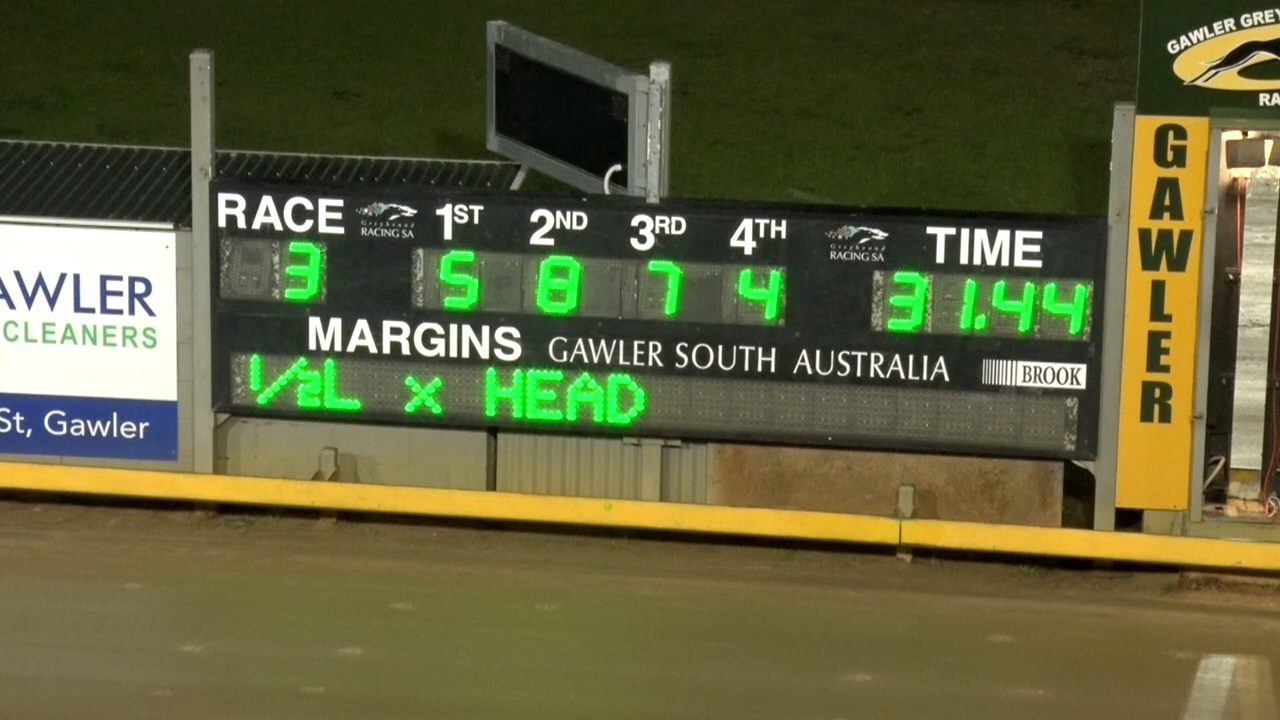 GAWLER GREY
RA
GAWLER
RACE
Greyhound
RACING SA
1ST 2ND 3RD 4TH
Greyhound
RACING SA
TIME
3 5 8 7 4 31.44
MARGINS GAWLER SOUTH AUSTRALIA BROOK
1/2L x HEAD
AWLER
CLEANERS
St, Gawler